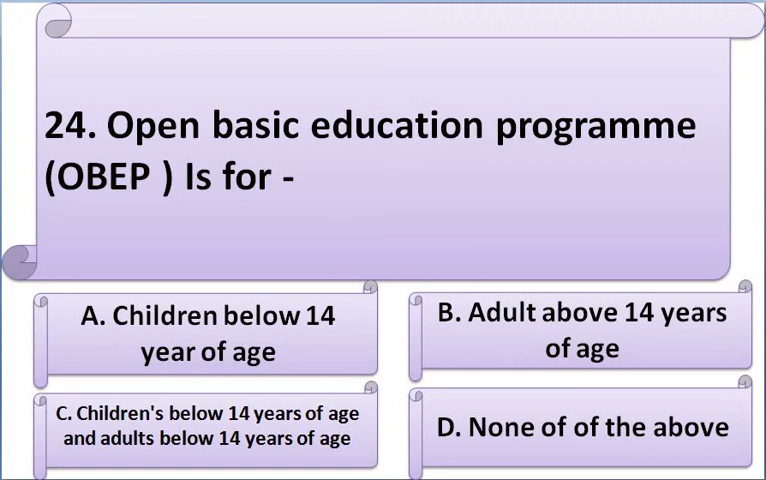 24. Open basic education programme
(OBEP ) Is for -
A. Children below 14
year of age
B. Adult above 14 years
of age
C. Children's below 14 years of age
and adults below 14 years of age
D. None of of the above